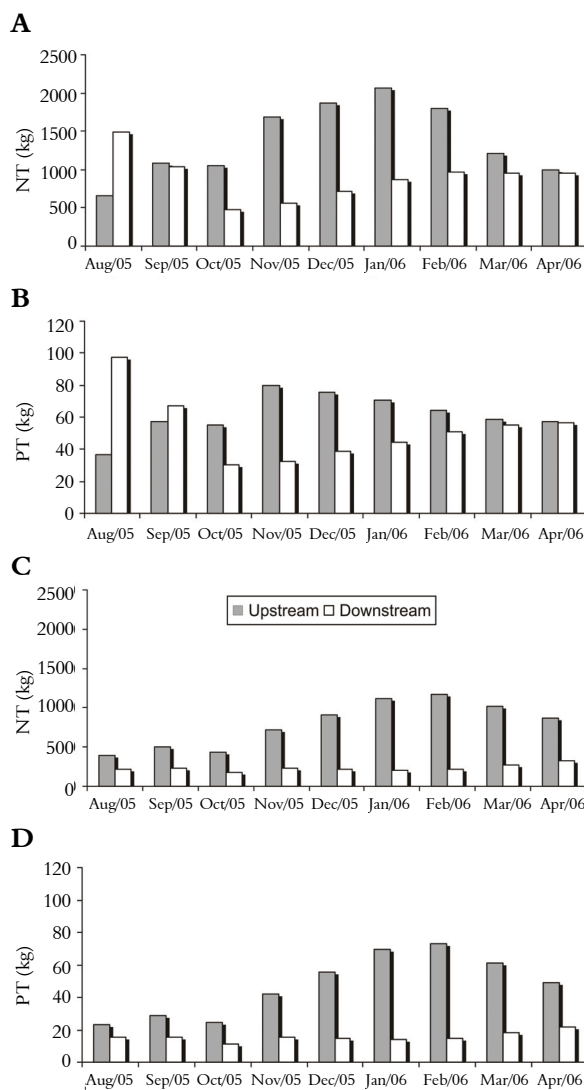 A
2500
2000
1500
1000
500
0
NT (kg)
Aug/05 Sep/05 Oct/05 Nov/05 Dec/05 Jan/06 Feb/06 Mar/06 Apr/06
B
120
100
80
60
40
20
0
PT (kg)
Aug/05 Sep/05 Oct/05 Nov/05 Dec/05 Jan/06 Feb/06 Mar/06 Apr/06
C
2500
2000
1500
1000
500
0
NT (kg)
Upstream Downstream
Aug/05 Sep/05 Oct/05 Nov/05 Dec/05 Jan/06 Feb/06 Mar/06 Apr/06
D
120
100
80
60
40
20
0
PT (kg)
Aug/05 Sep/05 Oct/05 Nov/05 Dec/05 Jan/06 Feb/06 Mar/06 Apr/06